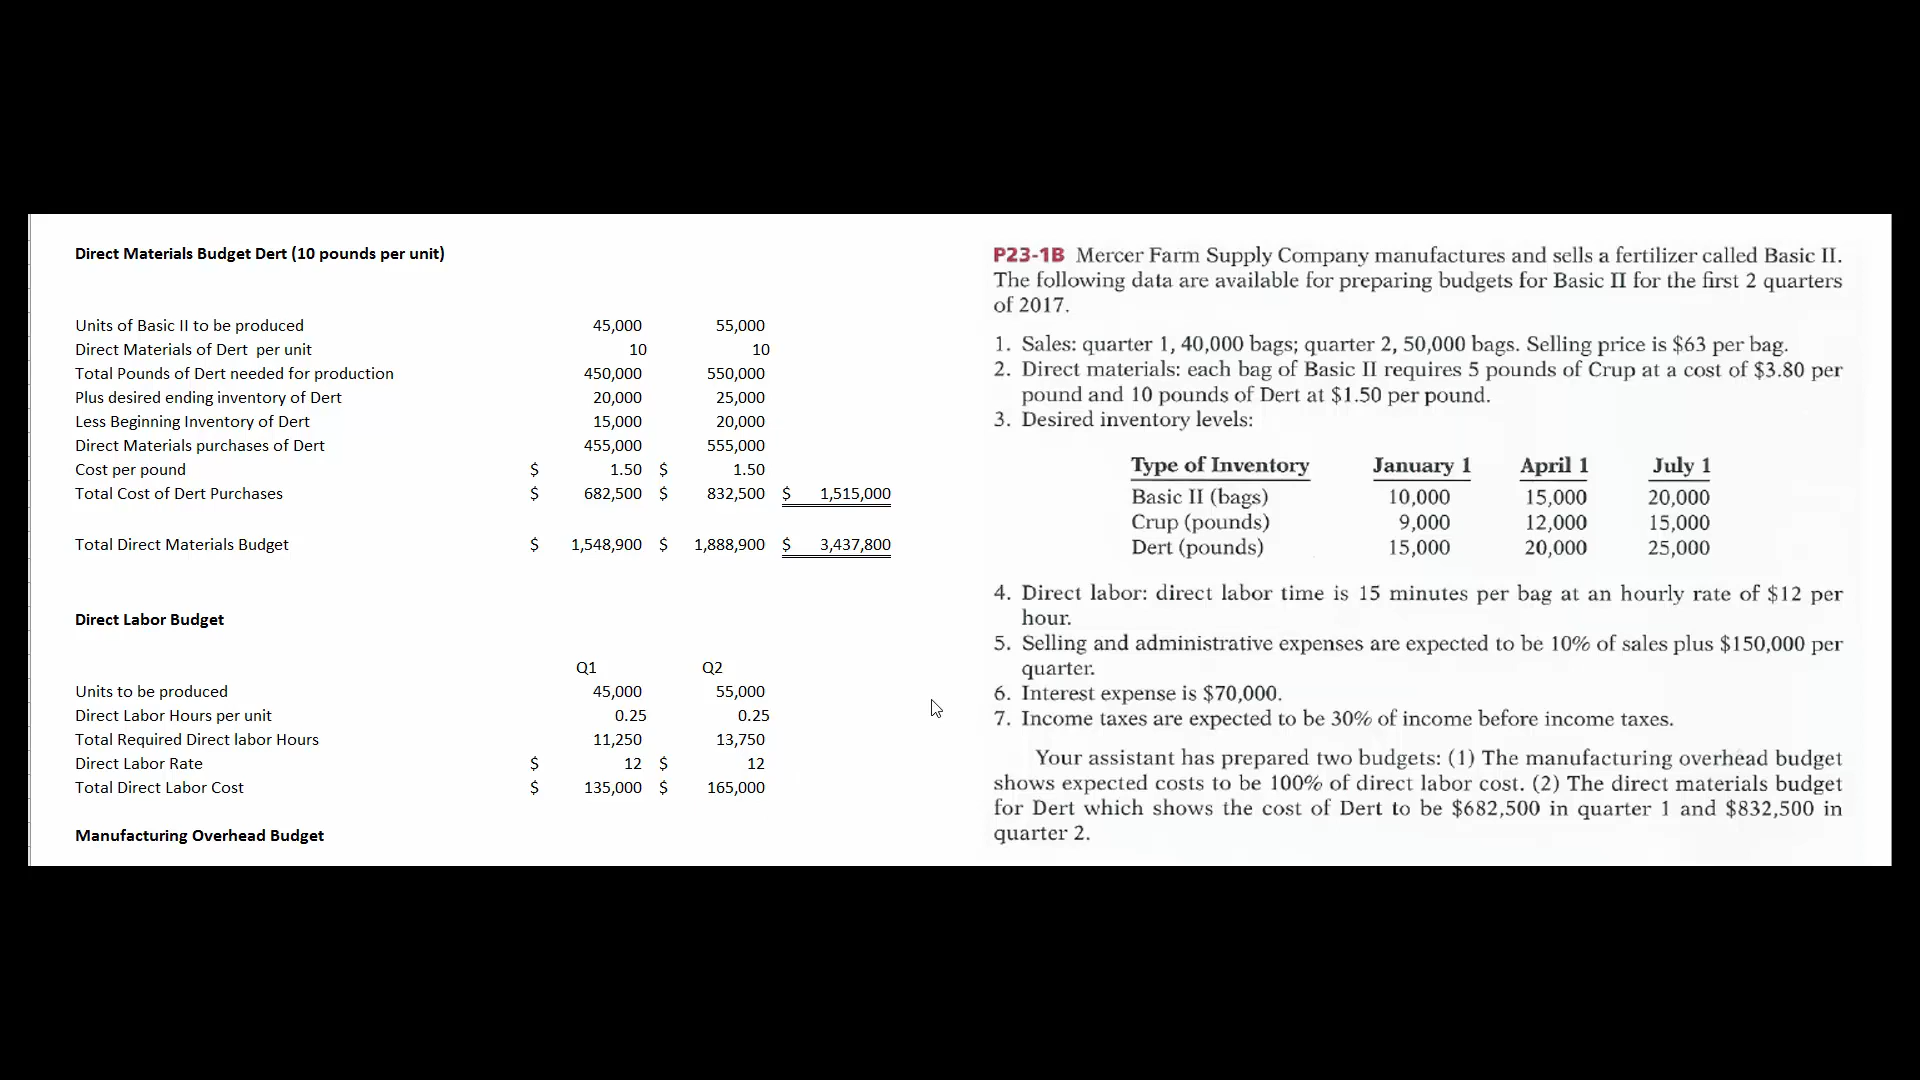 Direct Materials Budget Dert (10 pounds per unit)
Units of Basic II to be produced 45,000 55,000
Direct Materials of Dert per unit 10 10
Total Pounds of Dert needed for production 450,000 550,000
Plus desired ending inventory of Dert 20,000 25,000
Less Beginning Inventory of Dert 15,000 20,000
Direct Materials purchases of Dert 455,000 555,000
Cost per pound $ 1.50 $ 1.50
Total Cost of Dert Purchases $ 682,500 $ 832,500 $ 1,515,000
Total Direct Materials Budget $ 1,548,900 $ 1,888,900 $ 3,437,800
Direct Labor Budget
Q1 Q2
Units to be produced 45,000 55,000
Direct Labor Hours per unit 0.25 0.25
Total Required Direct labor Hours 11,250 13,750
Direct Labor Rate $ 12 $ 12
Total Direct Labor Cost $ 135,000 $ 165,000
Manufacturing Overhead Budget
P23-1B Mercer Farm Supply Company manufactures and sells a fertilizer called Basic II.
The following data are available for preparing budgets for Basic II for the first 2 quarters
of 2017.
1. Sales: quarter 1, 40,000 bags; quarter 2, 50,000 bags. Selling price is $63 per bag.
2. Direct materials: each bag of Basic II requires 5 pounds of Crup at a cost of $3.80 per
pound and 10 pounds of Dert at $1.50 per pound.
3. Desired inventory levels:
Type of Inventory January 1 April 1 July 1
Basic II (bags) 10,000 15,000 20,000
Crup (pounds) 9,000 12,000 15,000
Dert (pounds) 15,000 20,000 25,000
4. Direct labor: direct labor time is 15 minutes per bag at an hourly rate of $12 per
hour.
5. Selling and administrative expenses are expected to be 10% of sales plus $150,000 per
quarter.
6. Interest expense is $70,000.
7. Income taxes are expected to be 30% of income before income taxes.
Your assistant has prepared two budgets: (1) The manufacturing overhead budget
shows expected costs to be 100% of direct labor cost. (2) The direct materials budget
for Dert which shows the cost of Dert to be $682,500 in quarter 1 and $832,500 in
quarter 2.